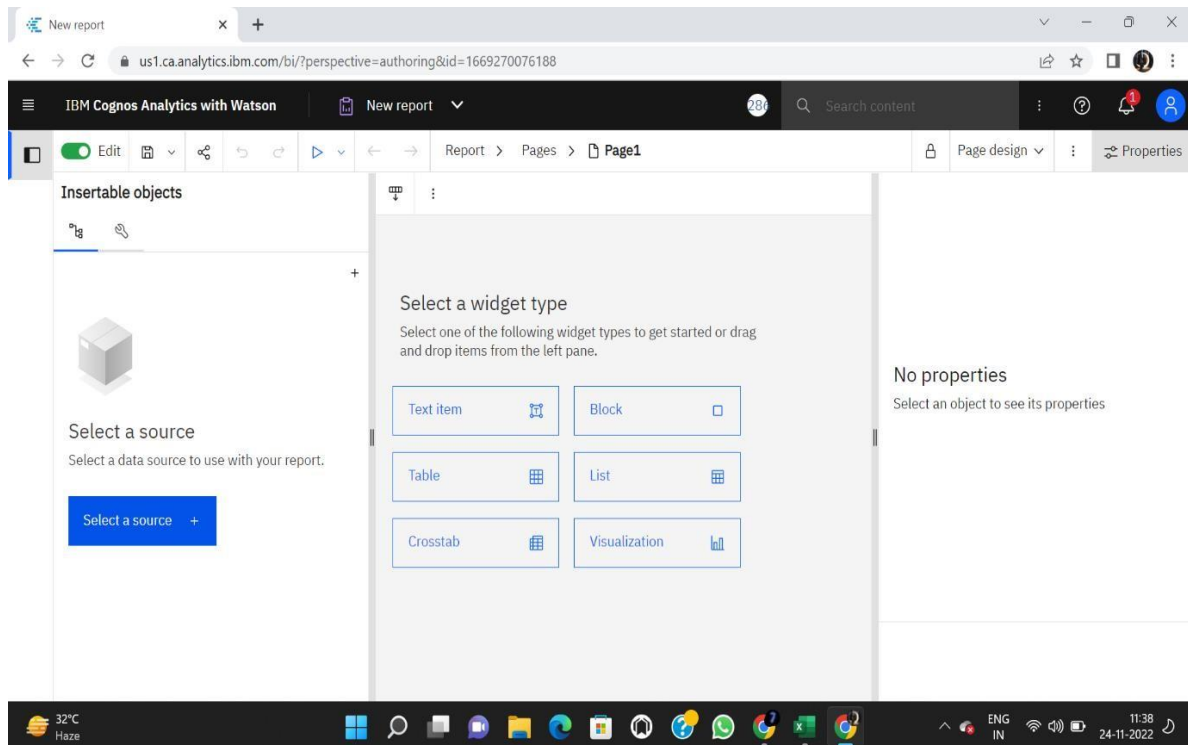 New report
us1.ca.analytics.ibm.com/bi/?perspective=authoring&id=1669270076188
IBM Cognos Analytics with Watson
New report
286
Search content
1
Edit
Report > Pages > Page1
Page design
Properties
Insertable objects
Select a widget type
Select one of the following widget types to get started or drag
and drop items from the left pane.
Text item
Block
Table
List
Crosstab
Visualization
Select a source
Select a data source to use with your report.
Select a source +
No properties
Select an object to see its properties
32°C
Haze
ENG
IN
11:38
24-11-2022